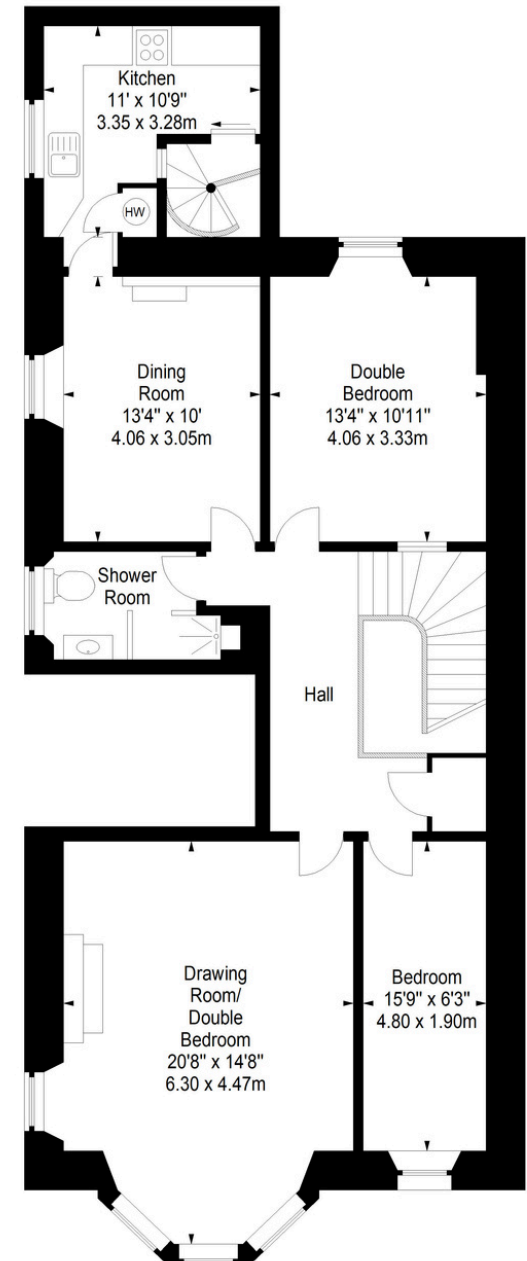 Kitchen
11' x 10'9"
3.35 x 3.28m
HW
Dining
Room
13'4" x 10'
4.06 x 3.05m
Double
Bedroom
13'4" x 10'11"
4.06 x 3.33m
Shower
Room
Hall
Drawing
Room/
Double
Bedroom
20'8" x 14'8"
6.30 x 4.47m
Bedroom
15'9" x 6'3"
4.80 x 1.90m